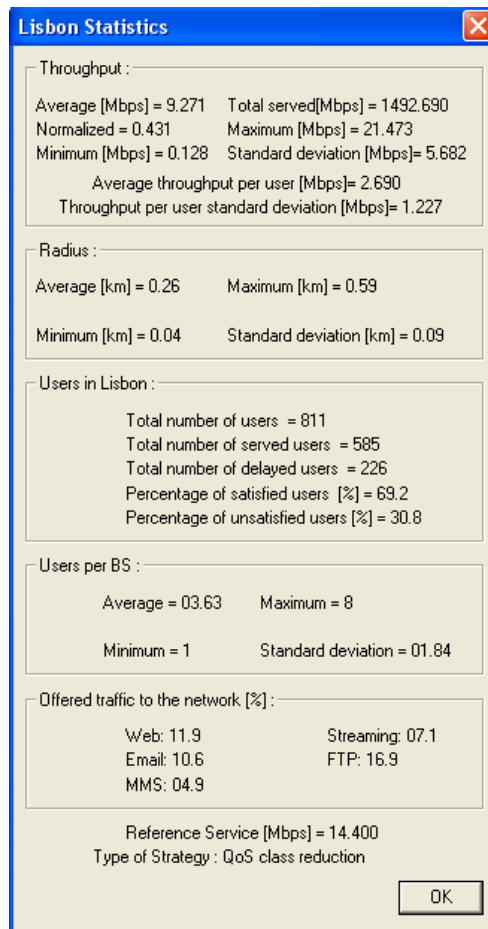 Lisbon Statistics
Throughput :
Average [Mbps] = 9.271 Total served[Mbps] = 1492.690
Normalized = 0.431 Maximum [Mbps] = 21.473
Minimum [Mbps] = 0.128 Standard deviation [Mbps]= 5.682
Average throughput per user [Mbps]= 2.690
Throughput per user standard deviation [Mbps]= 1.227
Radius :
Average [km] = 0.26 Maximum [km] = 0.59
Minimum [km] = 0.04 Standard deviation [km] = 0.09
Users in Lisbon :
Total number of users = 811
Total number of served users = 585
Total number of delayed users = 226
Percentage of satisfied users [%] = 69.2
Percentage of unsatisfied users [%] = 30.8
Users per BS :
Average = 03.63 Maximum = 8
Minimum = 1 Standard deviation = 01.84
Offered traffic to the network [%] :
Web: 11.9 Streaming: 07.1
Email: 10.6 FTP: 16.9
MMS: 04.9
Reference Service [Mbps] = 14.400
Type of Strategy : QoS class reduction
OK